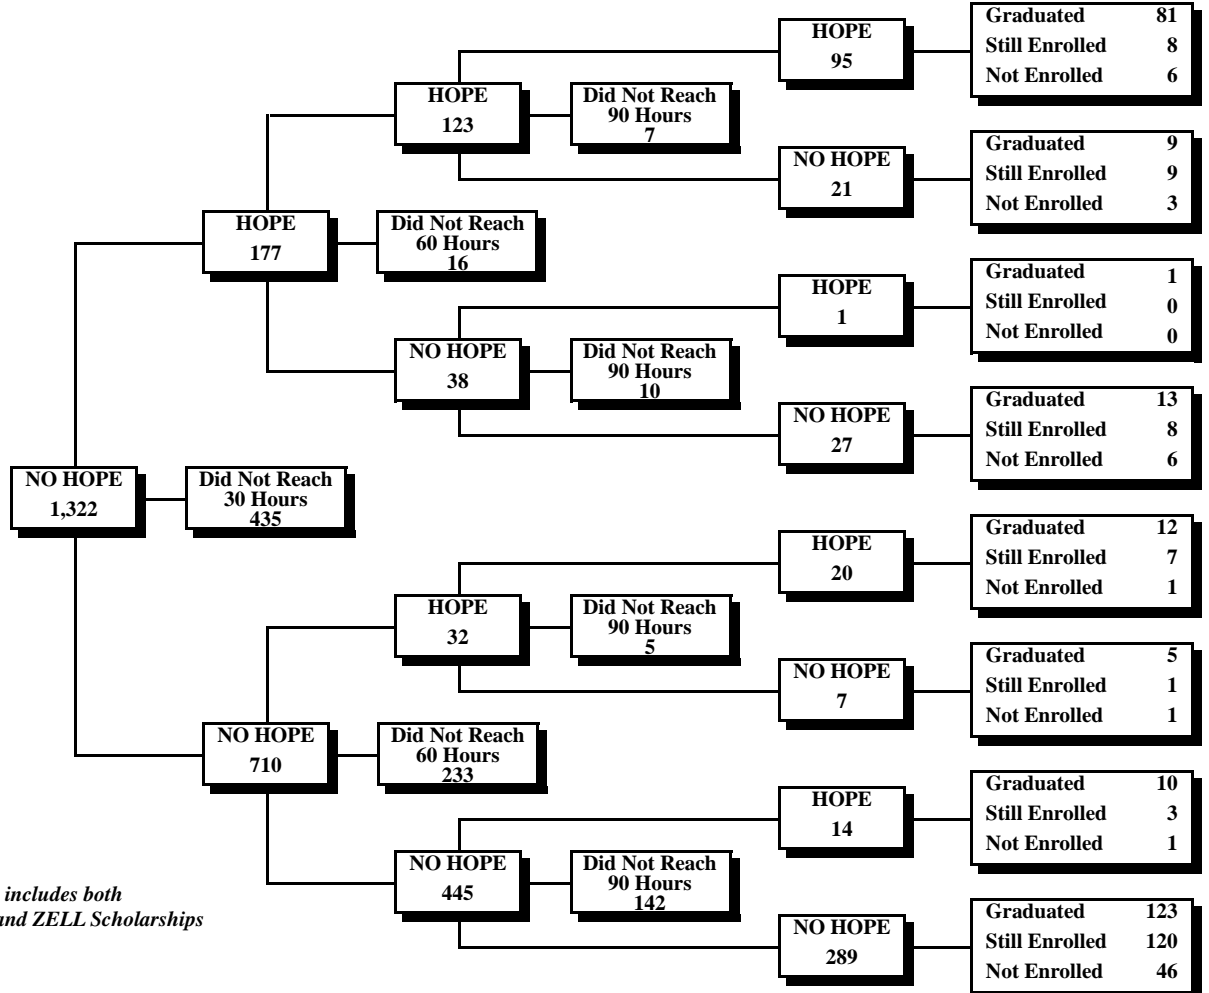 Graduated 81
HOPE
Still Enrolled 8
95
Not Enrolled 6
HOPE
123
Did Not Reach
90 Hours
7
Graduated 9
NO HOPE
Still Enrolled 9
21
Not Enrolled 3
HOPE
177
Did Not Reach
60 Hours
16
Graduated 1
HOPE
Still Enrolled 0
1
Not Enrolled 0
NO HOPE
38
Did Not Reach
90 Hours
10
Graduated 13
NO HOPE
Still Enrolled 8
27
Not Enrolled 6
NO HOPE
1,322
Did Not Reach
30 Hours
435
Graduated 12
HOPE
Still Enrolled 7
20
Not Enrolled 1
HOPE
32
Did Not Reach
90 Hours
5
Graduated 5
NO HOPE
Still Enrolled 1
7
Not Enrolled 1
NO HOPE
710
Did Not Reach
60 Hours
233
Graduated 10
HOPE
Still Enrolled 3
14
Not Enrolled 1
NO HOPE
445
Did Not Reach
90 Hours
142
Graduated 123
NO HOPE
Still Enrolled 120
289
Not Enrolled 46
includes both
and ZELL Scholarships